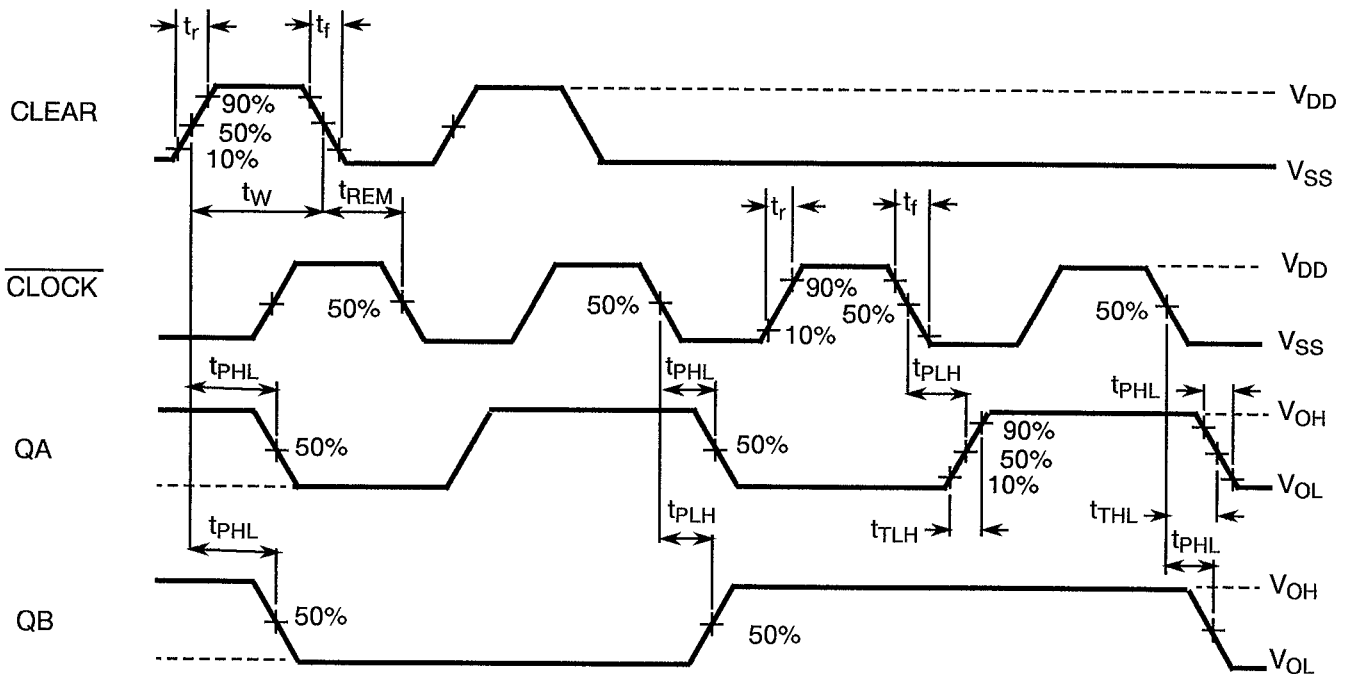 tr
tf
CLEAR
90%
50%
10%
VDD
VSS
tW
tREM
tr
tf
CLOCK
50%
50%
90%
50%
10%
50%
VDD
VSS
tPHL
tPHL
tPLH
tPHL
QA
50%
50%
90%
50%
10%
VOH
VOL
tPHL
tPLH
tTLH
tTHL
tPHL
QB
50%
50%
VOH
VOL